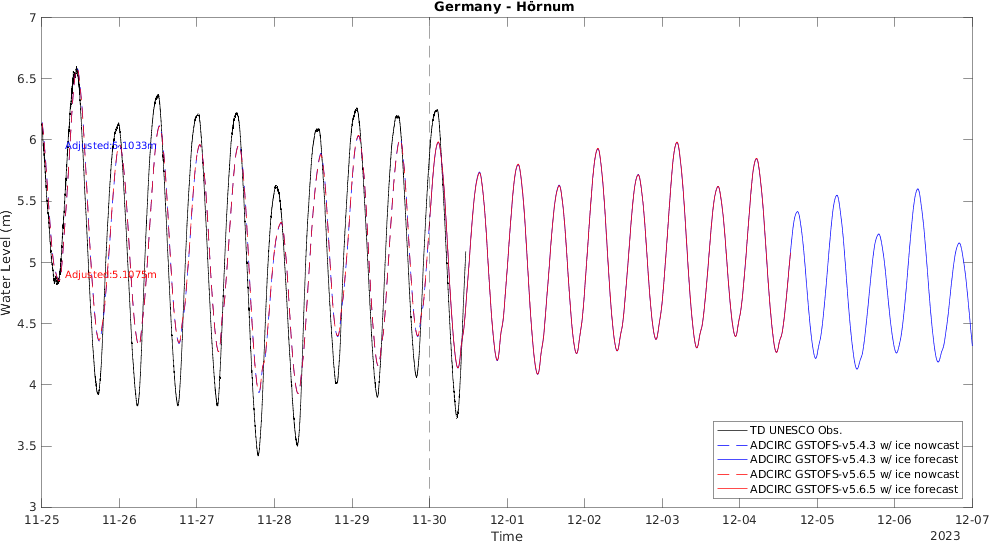 Germany - Hörnum
7
6.5
6
5.5
5
4.5
4
3.5
3
Water Level (m)
Adjusted:5.1033m
Adjusted:5.1075m
TD UNESCO Obs.
ADCIRC GSTOFS-v5.4.3 w/ ice nowcast
ADCIRC GSTOFS-v5.4.3 w/ ice forecast
ADCIRC GSTOFS-v5.6.5 w/ ice nowcast
ADCIRC GSTOFS-v5.6.5 w/ ice forecast
11-25 11-26 11-27 11-28 11-29 11-30 12-01 12-02 12-03 12-04 12-05 12-06 12-07
Time
2023